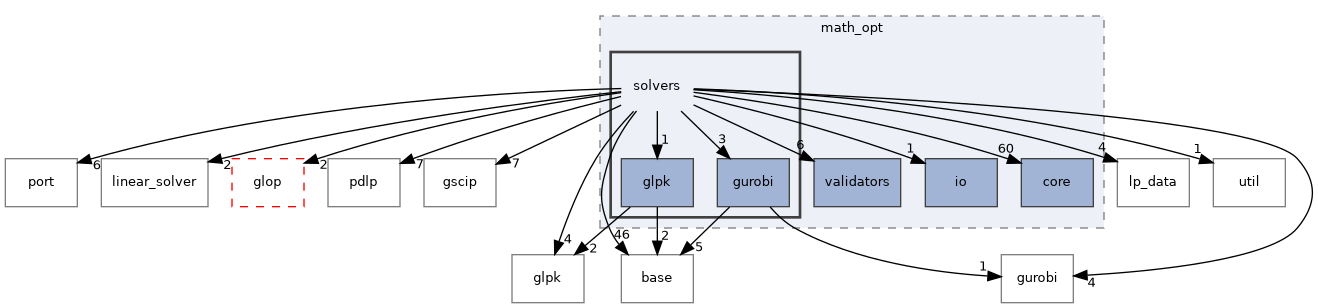 math_opt
solvers
1
3
6
1
60
4
1
6
2
2
7
7
port
linear_solver
glop
pdlp
gscip
glpk
gurobi
validators
io
core
lp_data
util
4
2
46
2
5
1
4
glpk
base
gurobi